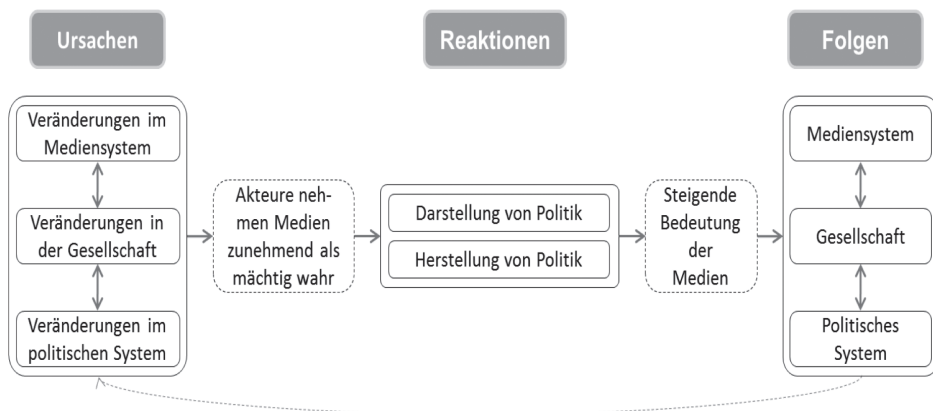 Ursachen
Reaktionen
Folgen
Veränderungen im
Mediensystem
Veränderungen in
der Gesellschaft
Veränderungen im
politischen System
Akteure neh-
men Medien
zunehmend als
mächtig wahr
Darstellung von Politik
Herstellung von Politik
Steigende
Bedeutung
der
Medien
Mediensystem
Gesellschaft
Politisches
System